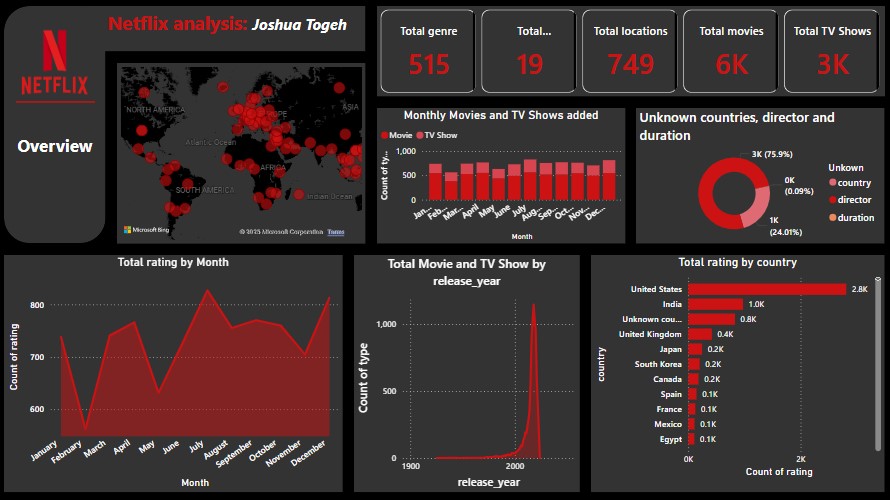 NETFLIX
Overview
Netflix analysis: Joshua Togeh
NORTH AMERICA
EUROPE
ASIA
Atlantic Ocean
AFRICA
SOUTH AMERICA
Indian Ocean
Microsoft Bing
© 2025 Microsoft Corporation Terms
Total genre
515
Total...
19
Total locations
749
Total movies
6K
Total TV Shows
3K
Monthly Movies and TV Shows added
Movie TV Show
Count of ty...
1,000
500
0
Jan... Feb... Mar... April May June July Aug... Sep... Oct... Nov... Dec...
Month
Unknown countries, director and
duration
3K (75.9%)
0K
(0.09%)
1K
(24.01%)
Unkown
country
director
duration
Total rating by Month
Count of rating
800
700
600
January February March April May June July August September October November December
Month
Total Movie and TV Show by
release_year
Count of type
1,000
500
0
1900 2000
release_year
Total rating by country
country
United States 2.8K
India 1.0K
Unknown cou... 0.8K
United Kingdom 0.4K
Japan 0.2K
South Korea 0.2K
Canada 0.2K
Spain 0.1K
France 0.1K
Mexico 0.1K
Egypt 0.1K
0K 2K
Count of rating